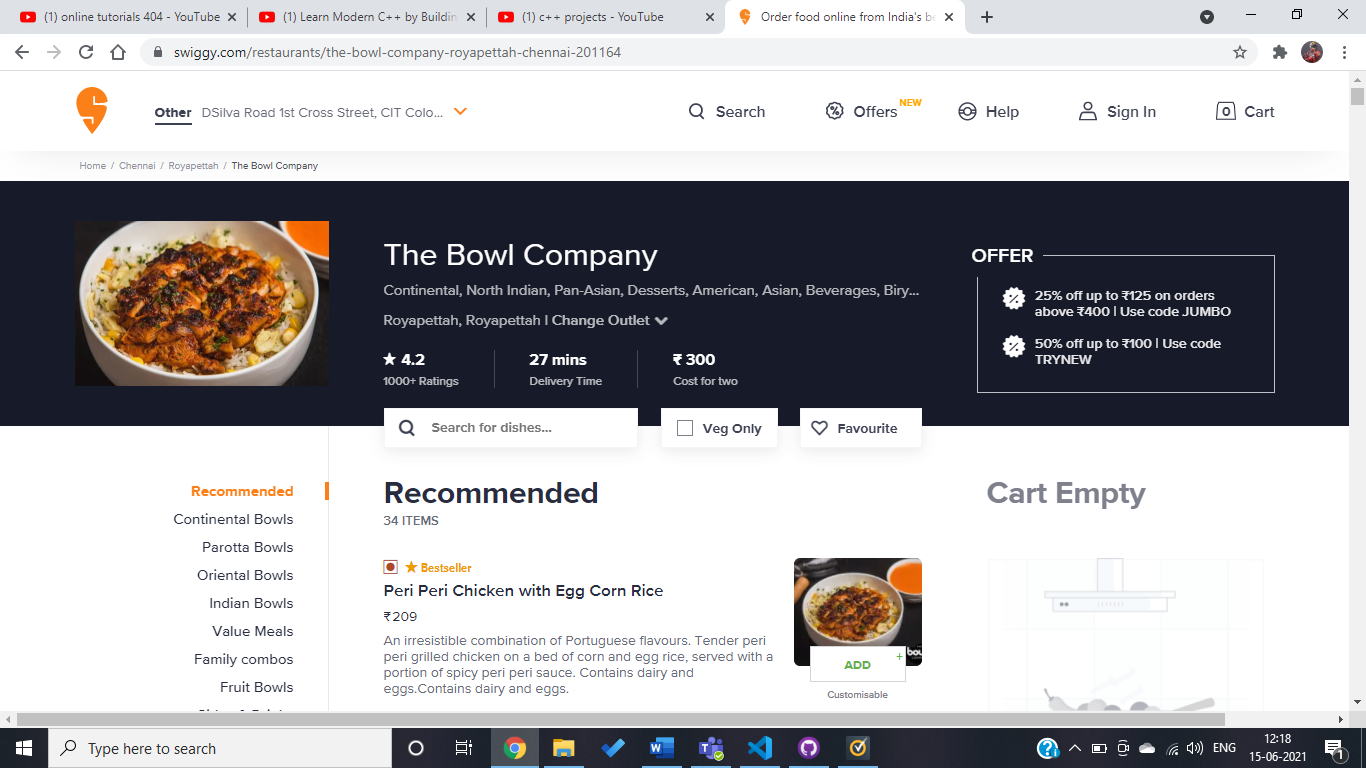 (1) online tutorials 404 - YouTube
(1) Learn Modern C++ by Buildin
(1) c++ projects - YouTube
Order food online from India's be
swiggy.com/restaurants/the-bowl-company-royapettah-chennai-201164
Other DSilva Road 1st Cross Street, CIT Colo...
Search
Offers NEW
Help
Sign In
0 Cart
Home / Chennai / Royapettah / The Bowl Company
The Bowl Company
Continental, North Indian, Pan-Asian, Desserts, American, Asian, Beverages, Biry...
Royapettah, Royapettah | Change Outlet
★ 4.2
1000+ Ratings
27 mins
Delivery Time
₹ 300
Cost for two
OFFER
25% off up to ₹125 on orders
above ₹400 | Use code JUMBO
50% off up to ₹100 | Use code
TRYNEW
Search for dishes...
Veg Only
Favourite
Recommended
Continental Bowls
Parotta Bowls
Oriental Bowls
Indian Bowls
Value Meals
Family combos
Fruit Bowls
Recommended
34 ITEMS
★ Bestseller
Peri Peri Chicken with Egg Corn Rice
₹209
An irresistible combination of Portuguese flavours. Tender peri
peri grilled chicken on a bed of corn and egg rice, served with a
portion of spicy peri peri sauce. Contains dairy and
eggs.Contains dairy and eggs.
ADD +
Customisable
Cart Empty
Type here to search
ENG
12:18
15-06-2021
1